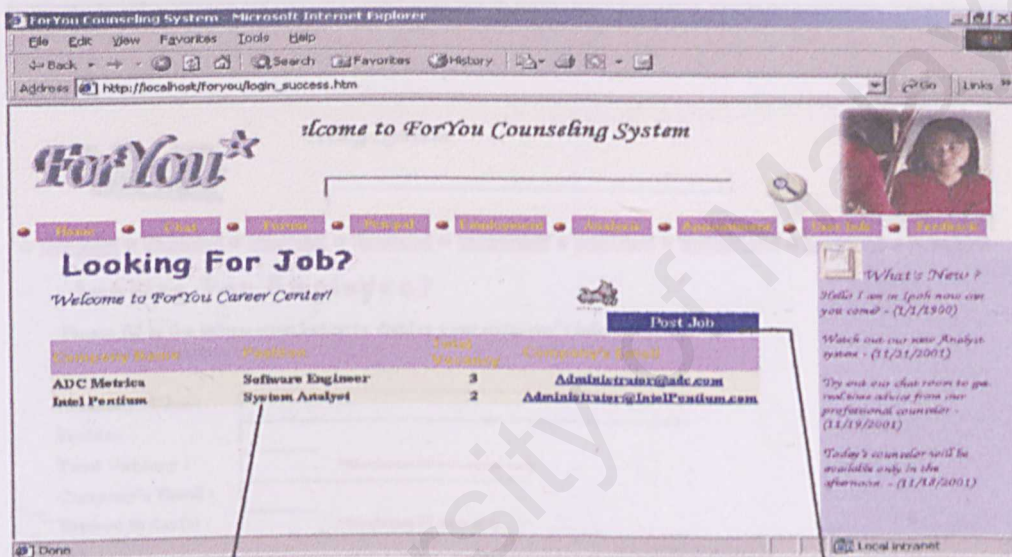 ForYou Counseling System - Microsoft Internet Explorer
File Edit View Favorites Tools Help
Back Search Favorites History
Address http://localhost/foryou/login_success.htm Go Links
ForYou
lcome to ForYou Counseling System
Home Chat Forum Employment Analysis Appointment Post Job Feedback
Looking For Job?
Welcome to ForYou Career Center!
Post Job
Company Name Position Total Vacancy Company's Email
ADC Metrica Software Engineer 3 Administrator@adc.com
Intel Pentium System Analyst 2 Administrator@IntelPentium.com
What's New ?
Hello I am in Ipoh now can
you come? - (1/1/1900)
Watch out our new Analyst
system - (11/21/2001)
Try out our chat room to get
real time advice from our
professional counselor -
(11/19/2001)
Today's counselor will be
available only in the
afternoon. - (11/18/2001)
Done
Local intranet